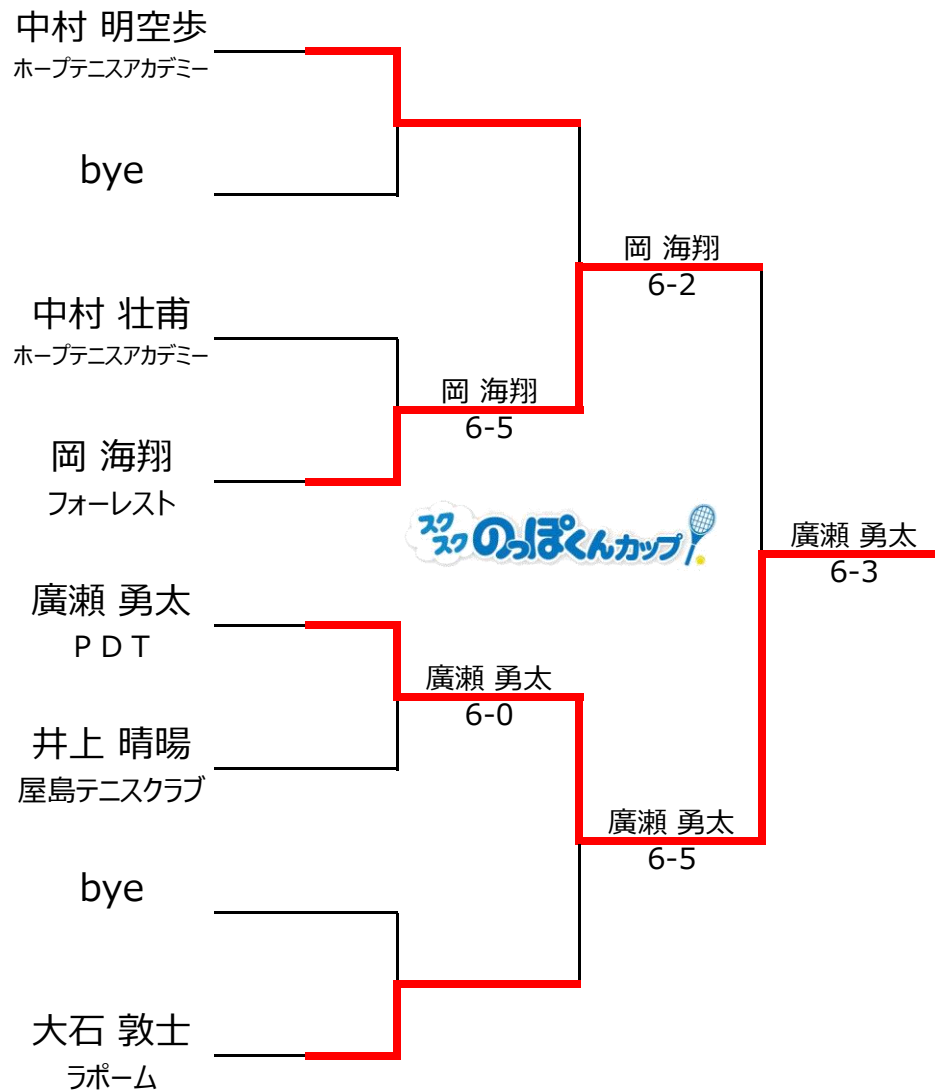 中村 明空歩
ホープテニスアカデミー
bye
岡 海翔
6-2
中村 壮甫
ホープテニスアカデミー
岡 海翔
6-5
岡 海翔
フォーレスト
スクスク のっぽくんカップ
廣瀬 勇太
6-3
廣瀬 勇太
ＰＤＴ
廣瀬 勇太
6-0
井上 晴暘
屋島テニスクラブ
廣瀬 勇太
6-5
bye
大石 敦士
ラポーム